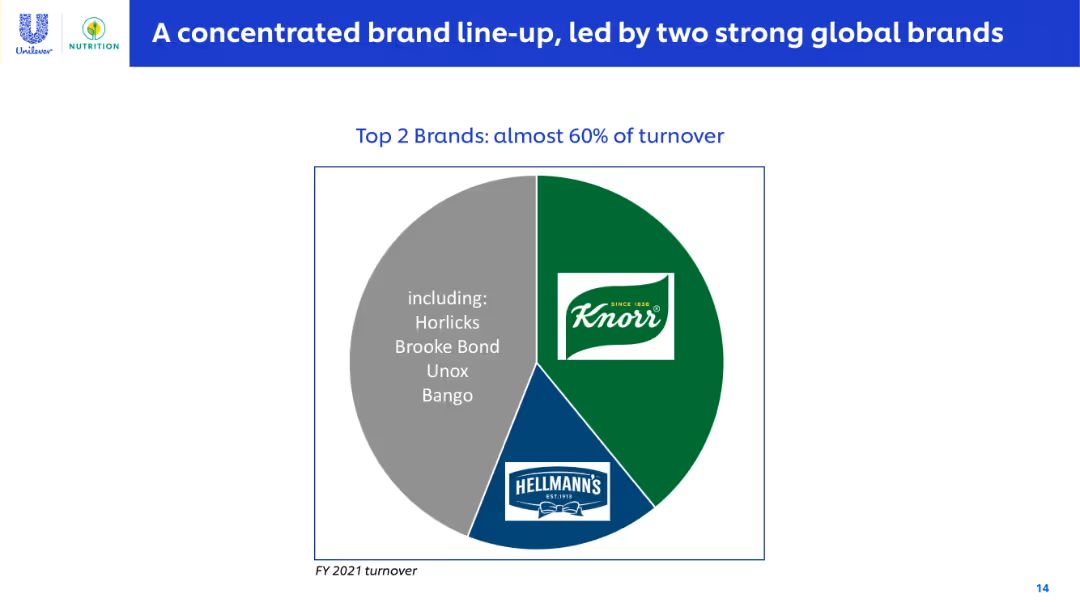 Unilever
NUTRITION
A concentrated brand line-up, led by two strong global brands
Top 2 Brands: almost 60% of turnover
including:
Horlicks
Brooke Bond
Unox
Bango
SINCE 1838
Knorr®
HELLMANN'S
EST.1913
FY 2021 turnover
14